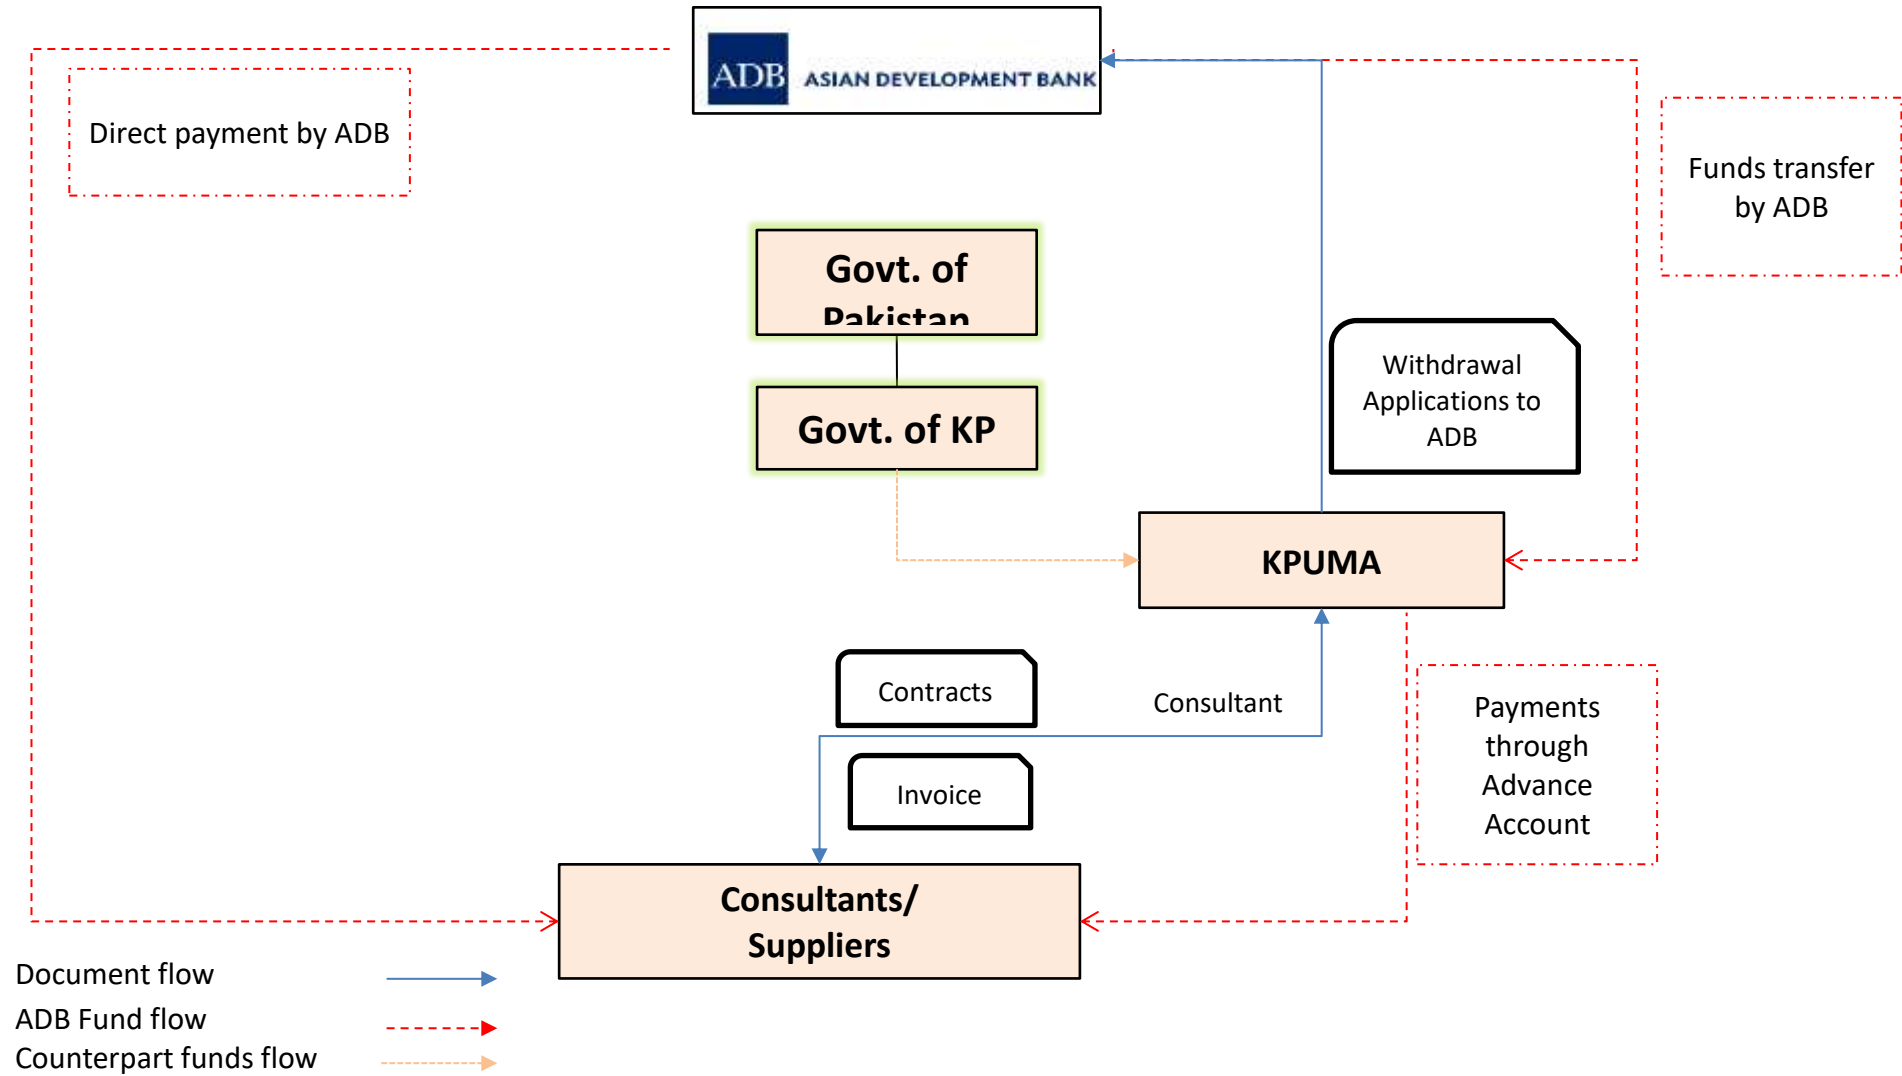 ADB ASIAN DEVELOPMENT BANK
Direct payment by ADB
Funds transfer
by ADB
Govt. of
Pakistan
Govt. of KP
Withdrawal
Applications to
ADB
KPUMA
Contracts
Consultant
Payments
through
Advance
Account
Invoice
Consultants/
Suppliers
Document flow
ADB Fund flow
Counterpart funds flow